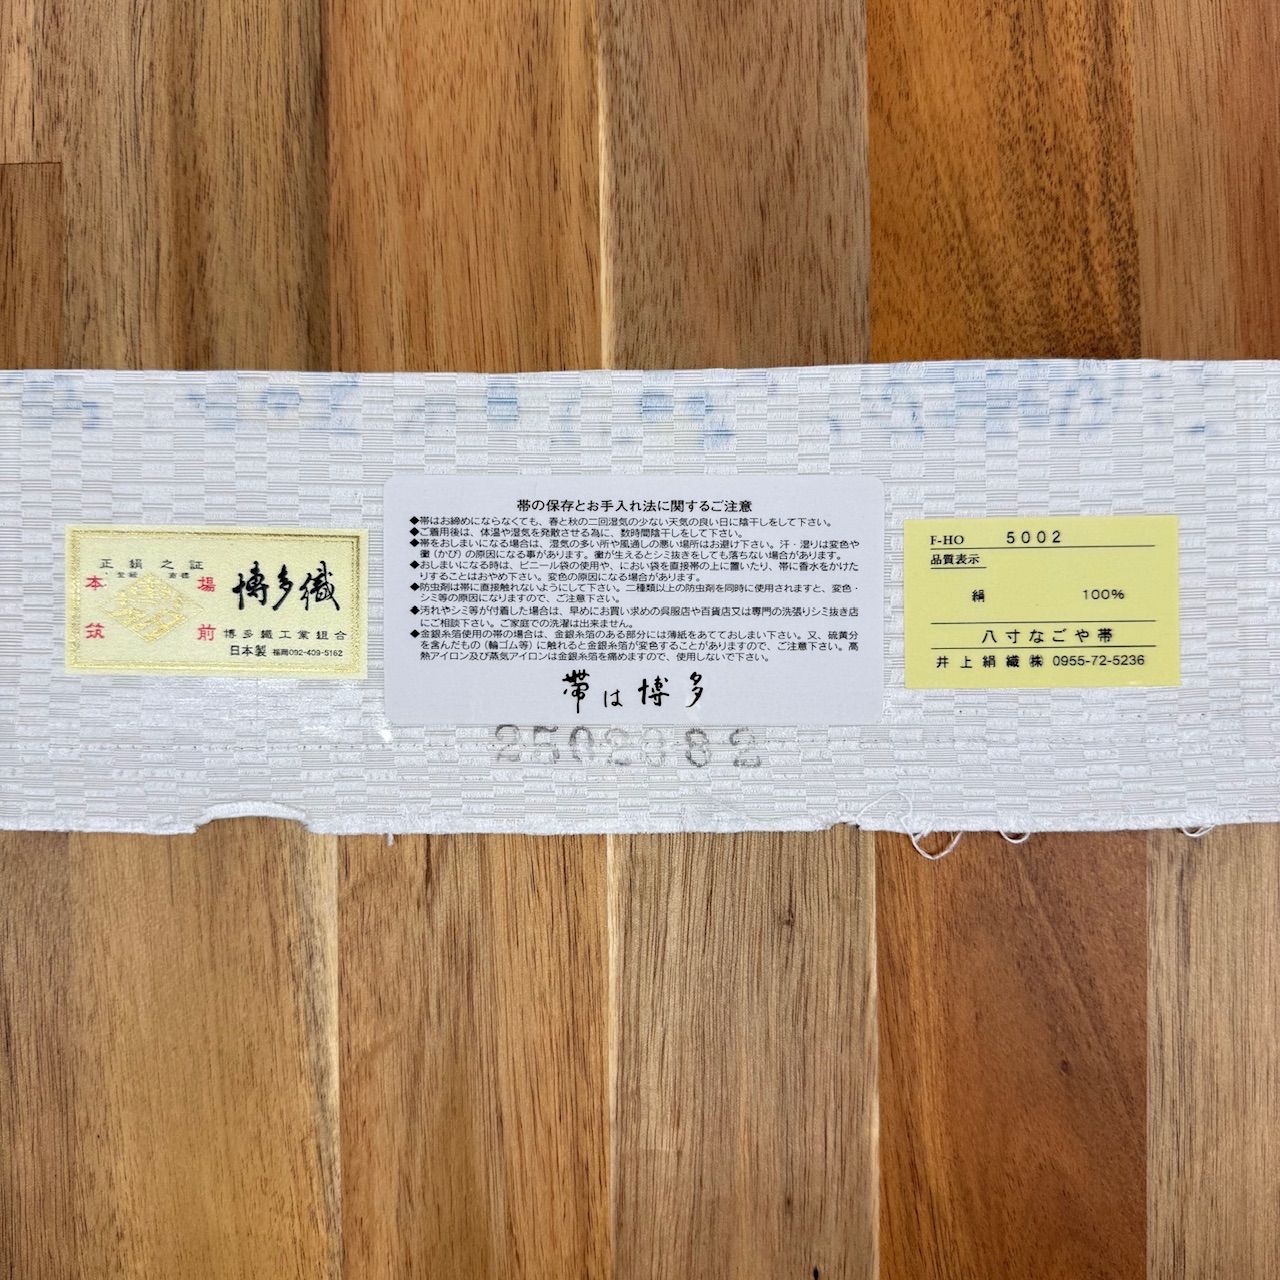 正絹之証
登録 商標
本場
筑前
博多織
博多織工業組合
日本製 福岡092-409-5162
帯の保存とお手入れ法に関するご注意
◆帯はお締めにならなくても、春と秋の二回湿気の少ない天気の良い日に陰干しをして下さい。
◆ご着用後は、体温や湿気を発散させる為に、数時間陰干しをして下さい。
◆帯をおしまいになる場合は、湿気の多い所や風通しの悪い場所はお避け下さい。汗・湿りは変色や
黴(かび)の原因になる事があります。黴が生えるとシミ抜きをしても落ちない場合があります。
◆おしまいになる時は、ビニール袋の使用や、におい袋を直接帯の上に置いたり、帯に香水をかけた
りすることはおやめ下さい。変色の原因になる場合があります。
◆防虫剤は帯に直接触れないようにして下さい。二種類以上の防虫剤を同時に使用されますと、変色・
シミ等の原因になりますので、ご注意下さい。
◆汚れやシミ等が付着した場合は、早めにお買い求めの呉服店や百貨店又は専門の洗張りシミ抜き店
にご相談下さい。ご家庭での洗濯は出来ません。
◆金銀糸箔使用の帯の場合は、金銀糸箔のある部分には薄紙をあてておしまい下さい。又、硫黄分
を含んだもの(輪ゴム等)に触れると金銀糸箔が変色することがありますので、ご注意下さい。高
熱アイロン及び蒸気アイロンは金銀糸箔を痛めますので、使用しないで下さい。
帯は博多
2502882
F-HO 5002
品質表示
絹 100%
八寸なごや帯
井上絹織㈱ 0955-72-5236